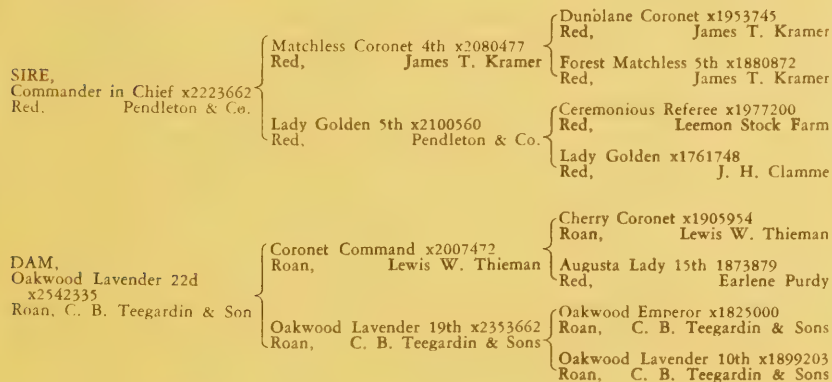 SIRE,
Commander in Chief x2223662
Red. Pendleton & Co.
Matchless Coronet 4th x2080477
Red, James T. Kramer
Lady Golden 5th x2100560
Red, Pendleton & Co.
Dunolane Coronet x1953745
Red, James T. Kramer
Forest Matchless 5th x1880872
Red, James T. Kramer
Ceremonious Referee x1977200
Red, Leemon Stock Farm
Lady Golden x1761748
Red, J. H. Clamme
DAM,
Oakwood Lavender 22d
x2542335
Roan, C. B. Teegardin & Son
Coronet Command x2007472
Roan, Lewis W. Thieman
Oakwood Lavender 19th x2353662
Roan, C. B. Teegardin & Sons
Cherry Coronet x1905954
Roan, Lewis W. Thieman
Augusta Lady 15th 1873879
Red, Earlene Purdy
Oakwood Emperor x1825000
Roan, C. B. Teegardin & Sons
Oakwood Lavender 10th x1899203
Roan, C. B. Teegardin & Sons